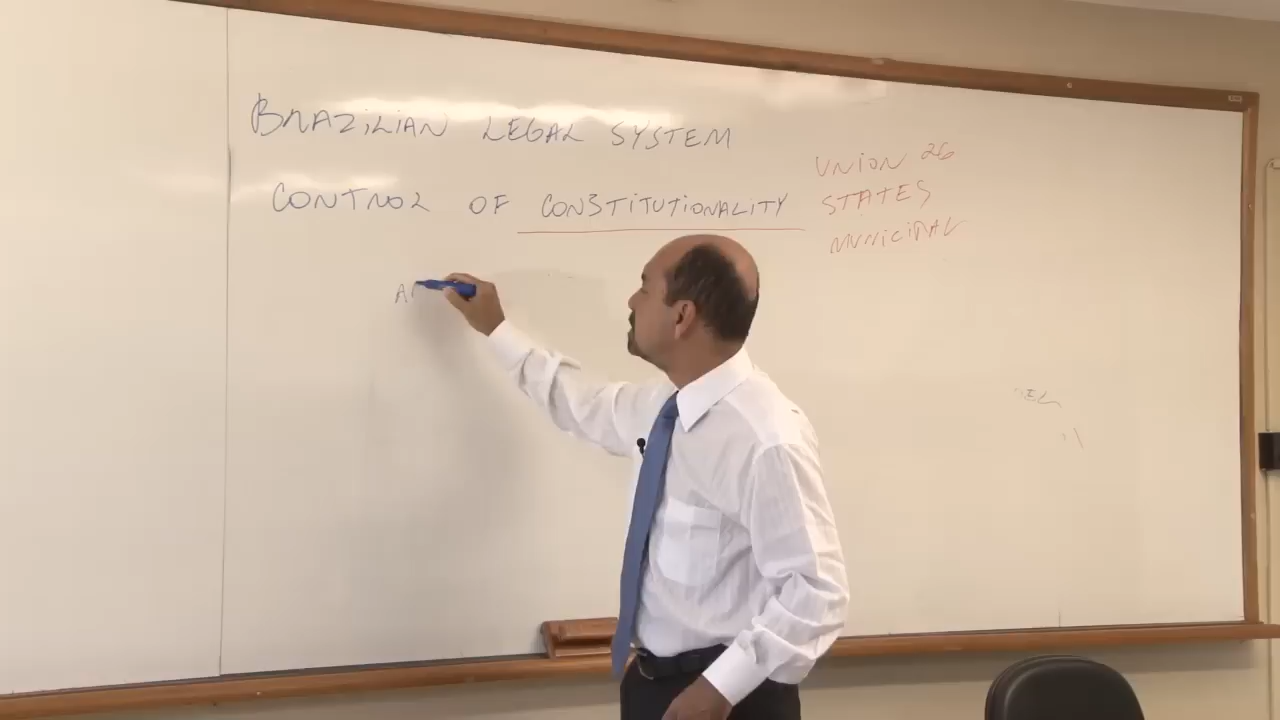 BRAZILIAN LEGAL SYSTEM
CONTROL OF CONSTITUTIONALITY
UNION 26
STATES
MUNICIPAL